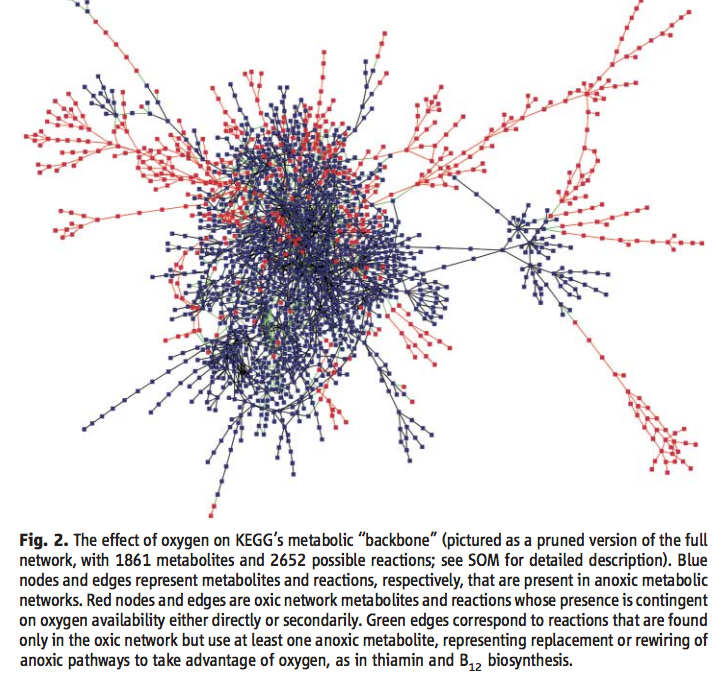 Fig. 2. The effect of oxygen on KEGG's metabolic “backbone” (pictured as a pruned version of the full
network, with 1861 metabolites and 2652 possible reactions; see SOM for detailed description). Blue
nodes and edges represent metabolites and reactions, respectively, that are present in anoxic metabolic
networks. Red nodes and edges are oxic network metabolites and reactions whose presence is contingent
on oxygen availability either directly or secondarily. Green edges correspond to reactions that are found
only in the oxic network but use at least one anoxic metabolite, representing replacement or rewiring of
anoxic pathways to take advantage of oxygen, as in thiamin and B12 biosynthesis.